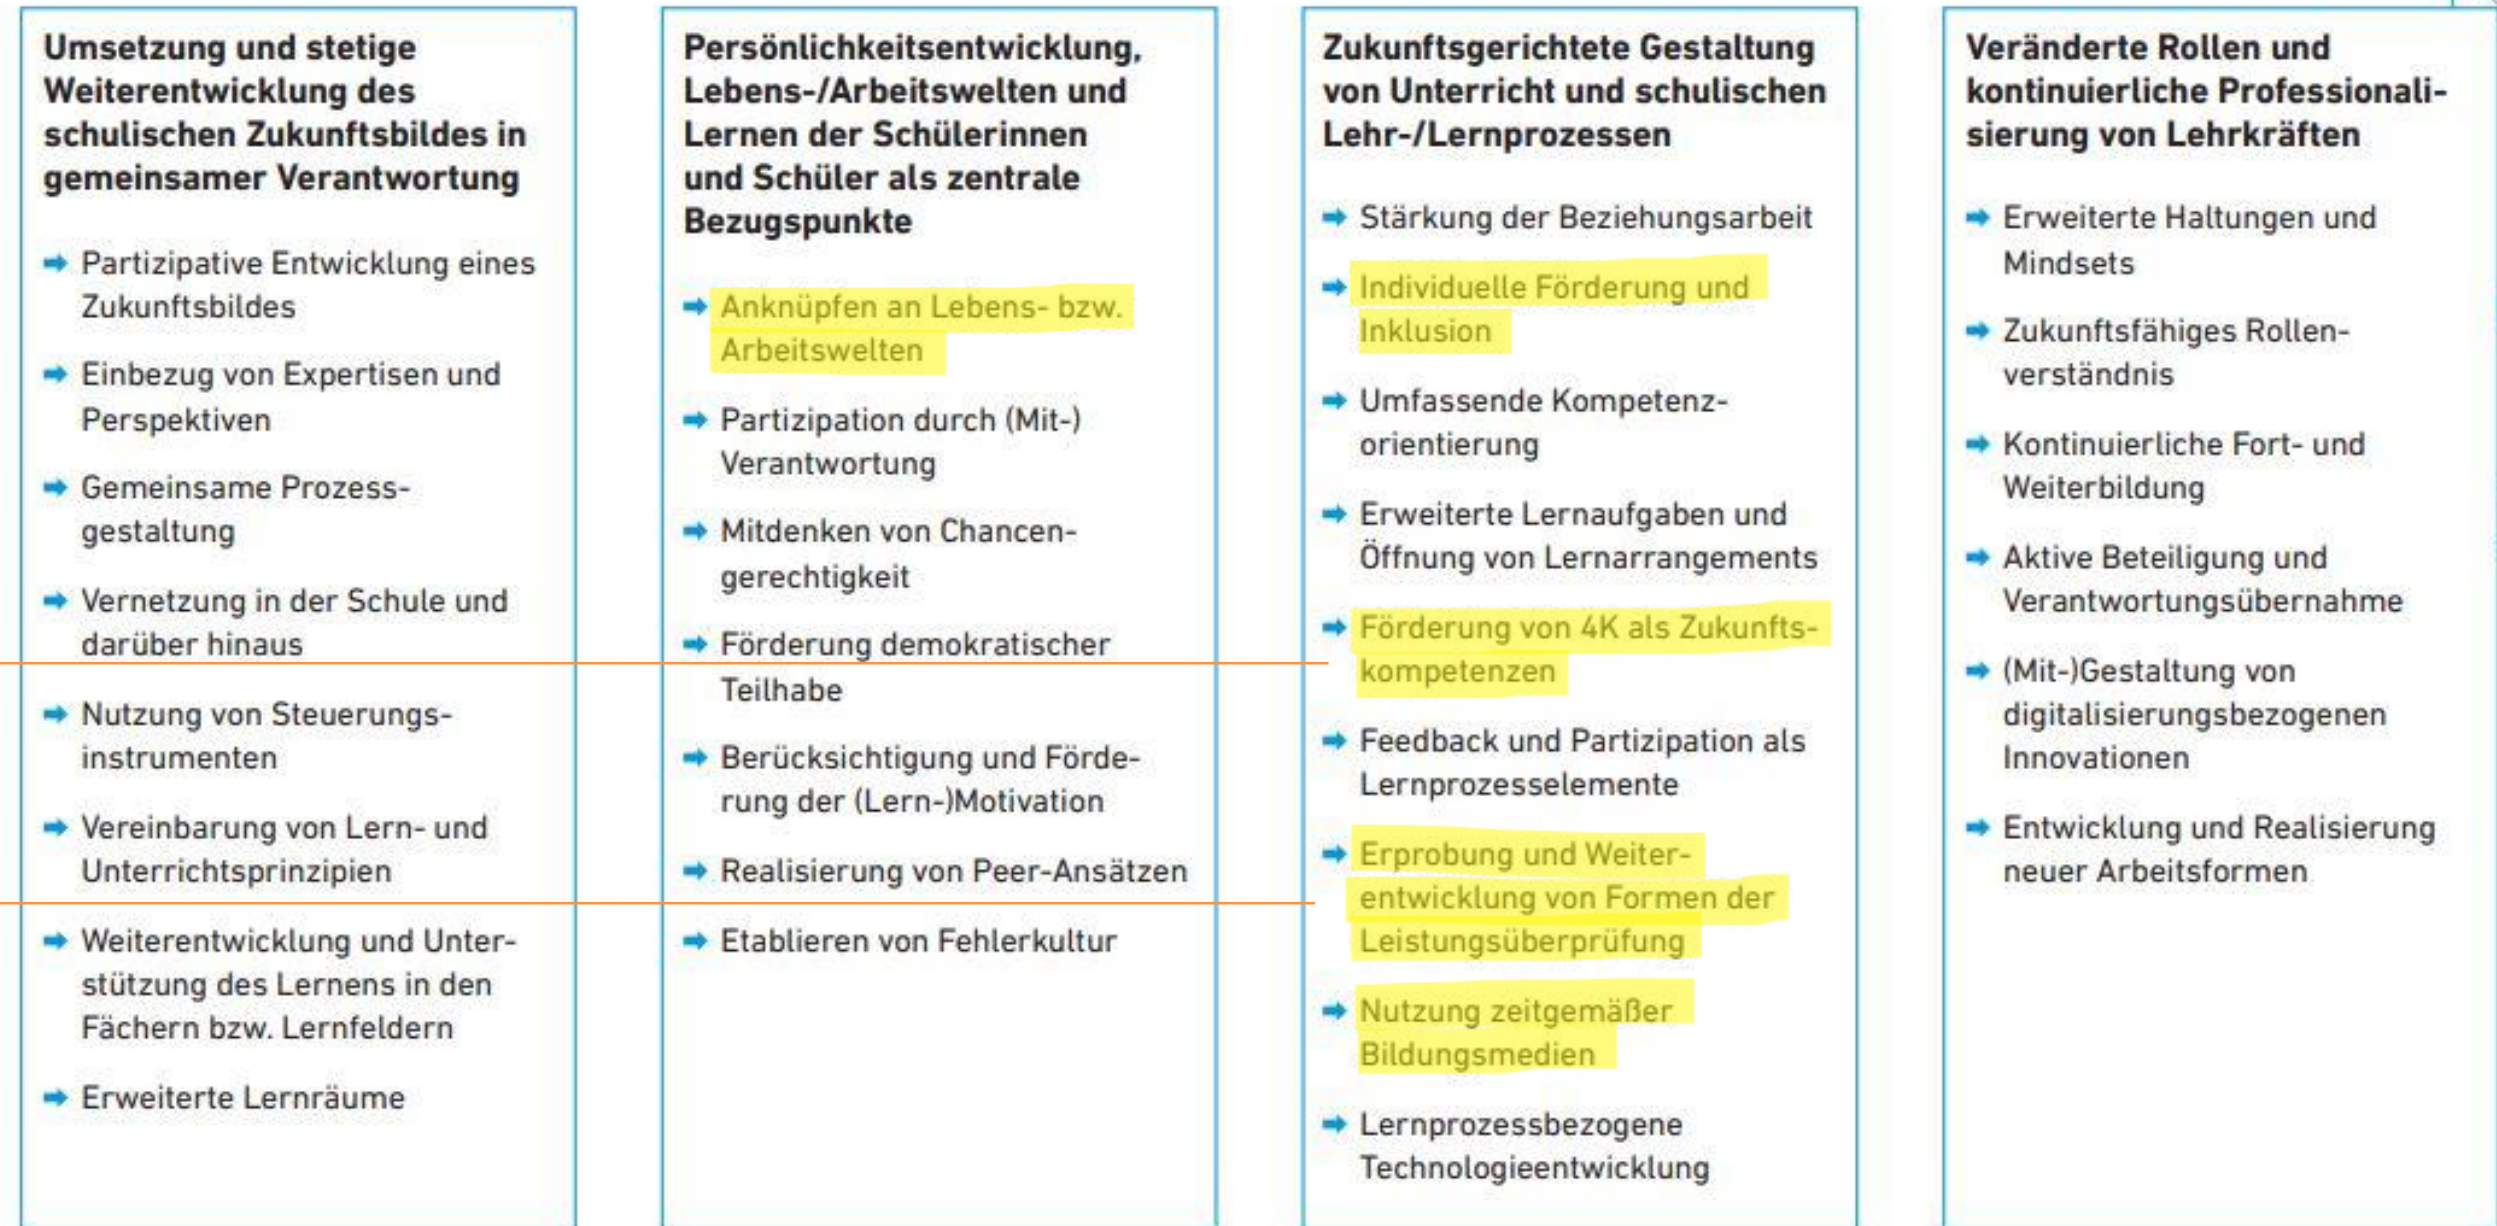 Umsetzung und stetige
Weiterentwicklung des
schulischen Zukunftsbildes in
gemeinsamer Verantwortung
➡ Partizipative Entwicklung eines
Zukunftsbildes
➡ Einbezug von Expertisen und
Perspektiven
➡ Gemeinsame Prozess-
gestaltung
➡ Vernetzung in der Schule und
darüber hinaus
➡ Nutzung von Steuerungs-
instrumenten
➡ Vereinbarung von Lern- und
Unterrichtsprinzipien
➡ Weiterentwicklung und Unter-
stützung des Lernens in den
Fächern bzw. Lernfeldern
➡ Erweiterte Lernräume
Persönlichkeitsentwicklung,
Lebens-/Arbeitswelten und
Lernen der Schülerinnen
und Schüler als zentrale
Bezugspunkte
➡ Anknüpfen an Lebens- bzw.
Arbeitswelten
➡ Partizipation durch (Mit-)
Verantwortung
➡ Mitdenken von Chancen-
gerechtigkeit
➡ Förderung demokratischer
Teilhabe
➡ Berücksichtigung und Förde-
rung der (Lern-)Motivation
➡ Realisierung von Peer-Ansätzen
➡ Etablieren von Fehlerkultur
Zukunftsgerichtete Gestaltung
von Unterricht und schulischen
Lehr-/Lernprozessen
➡ Stärkung der Beziehungsarbeit
➡ Individuelle Förderung und
Inklusion
➡ Umfassende Kompetenz-
orientierung
➡ Erweiterte Lernaufgaben und
Öffnung von Lernarrangements
➡ Förderung von 4K als Zukunfts-
kompetenzen
➡ Feedback und Partizipation als
Lernprozesselemente
➡ Erprobung und Weiter-
entwicklung von Formen der
Leistungsüberprüfung
➡ Nutzung zeitgemäßer
Bildungsmedien
➡ Lernprozessbezogene
Technologieentwicklung
Veränderte Rollen und
kontinuierliche Professionali-
sierung von Lehrkräften
➡ Erweiterte Haltungen und
Mindsets
➡ Zukunftsfähiges Rollen-
verständnis
➡ Kontinuierliche Fort- und
Weiterbildung
➡ Aktive Beteiligung und
Verantwortungsübernahme
➡ (Mit-)Gestaltung von
digitalisierungsbezogenen
Innovationen
➡ Entwicklung und Realisierung
neuer Arbeitsformen